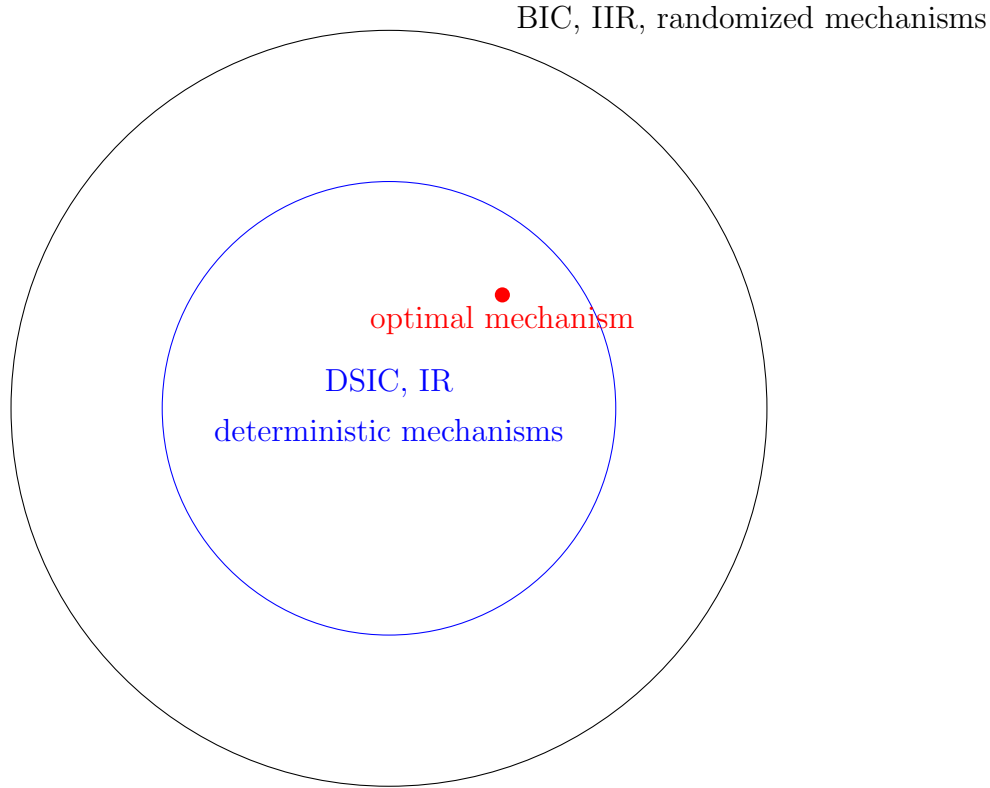 BIC, IIR, randomized mechanisms
optimal mechanism
DSIC, IR
deterministic mechanisms